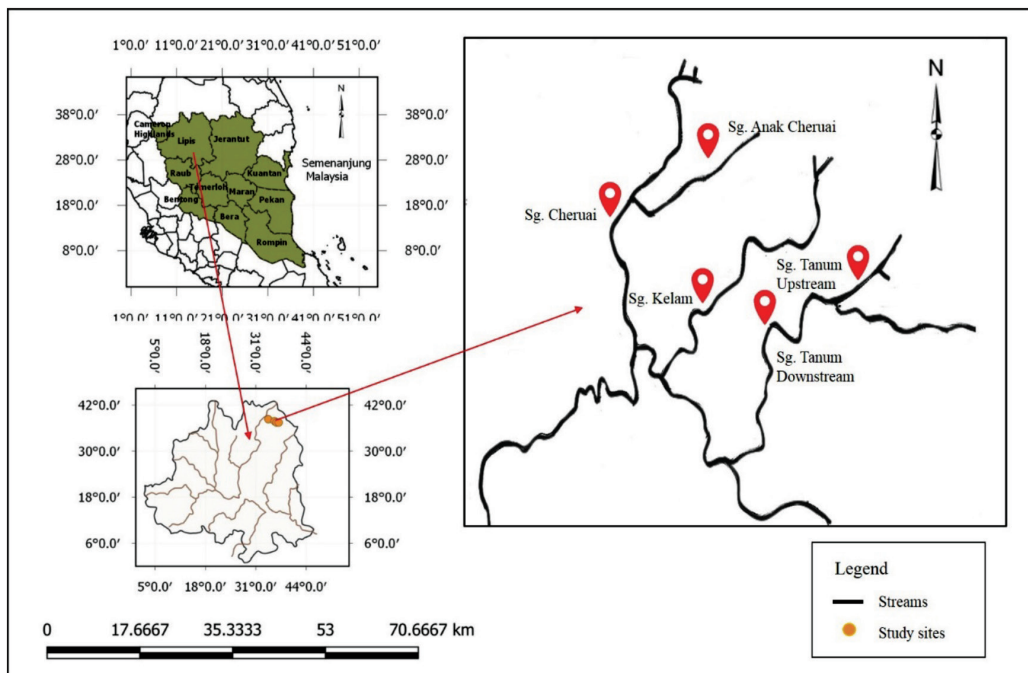 1°0.0' 11°0.0' 21°0.0' 31°0.0' 41°0.0' 51°0.0'
38°0.0'
28°0.0'
18°0.0'
8°0.0'
38°0.0'
28°0.0'
18°0.0'
8°0.0'
N
Cameron
Highlands
Lipis
Jerantut
Raub
Temerloh
Maran
Kuantan
Bentong
Pekan
Bera
Rompin
Semenanjung
Malaysia
1°0.0' 11°0.0' 21°0.0' 31°0.0' 41°0.0' 51°0.0'
5°0.0' 18°0.0' 31°0.0' 44°0.0'
42°0.0'
30°0.0'
18°0.0'
6°0.0'
42°0.0'
30°0.0'
18°0.0'
6°0.0'
5°0.0' 18°0.0' 31°0.0' 44°0.0'
0 17.6667 35.3333 53 70.6667 km
N
Sg. Anak Cheruai
Sg. Cheruai
Sg. Kelam
Sg. Tanum
Upstream
Sg. Tanum
Downstream
Legend
Streams
Study sites